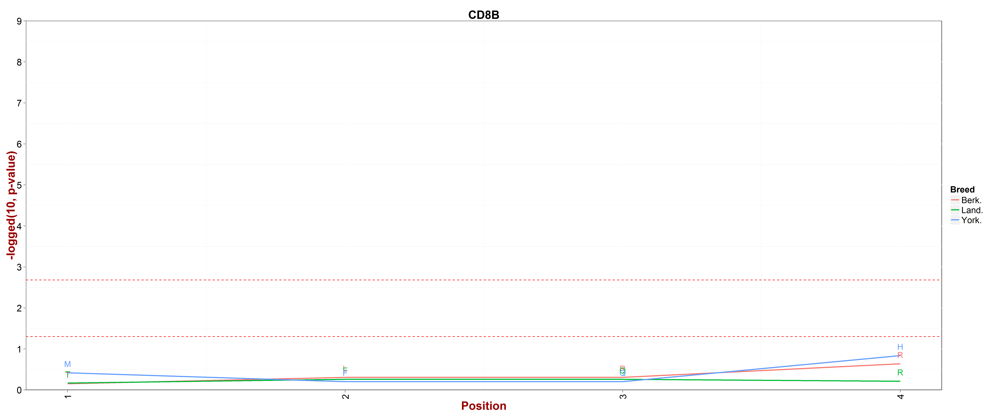 CD8B
9
8
7
6
5
4
3
2
1
0
-logged(10, p-value)
M
T
F
F
Q
Q
H
R
R
1
2
3
4
Position
Breed
Berk.
Land.
York.